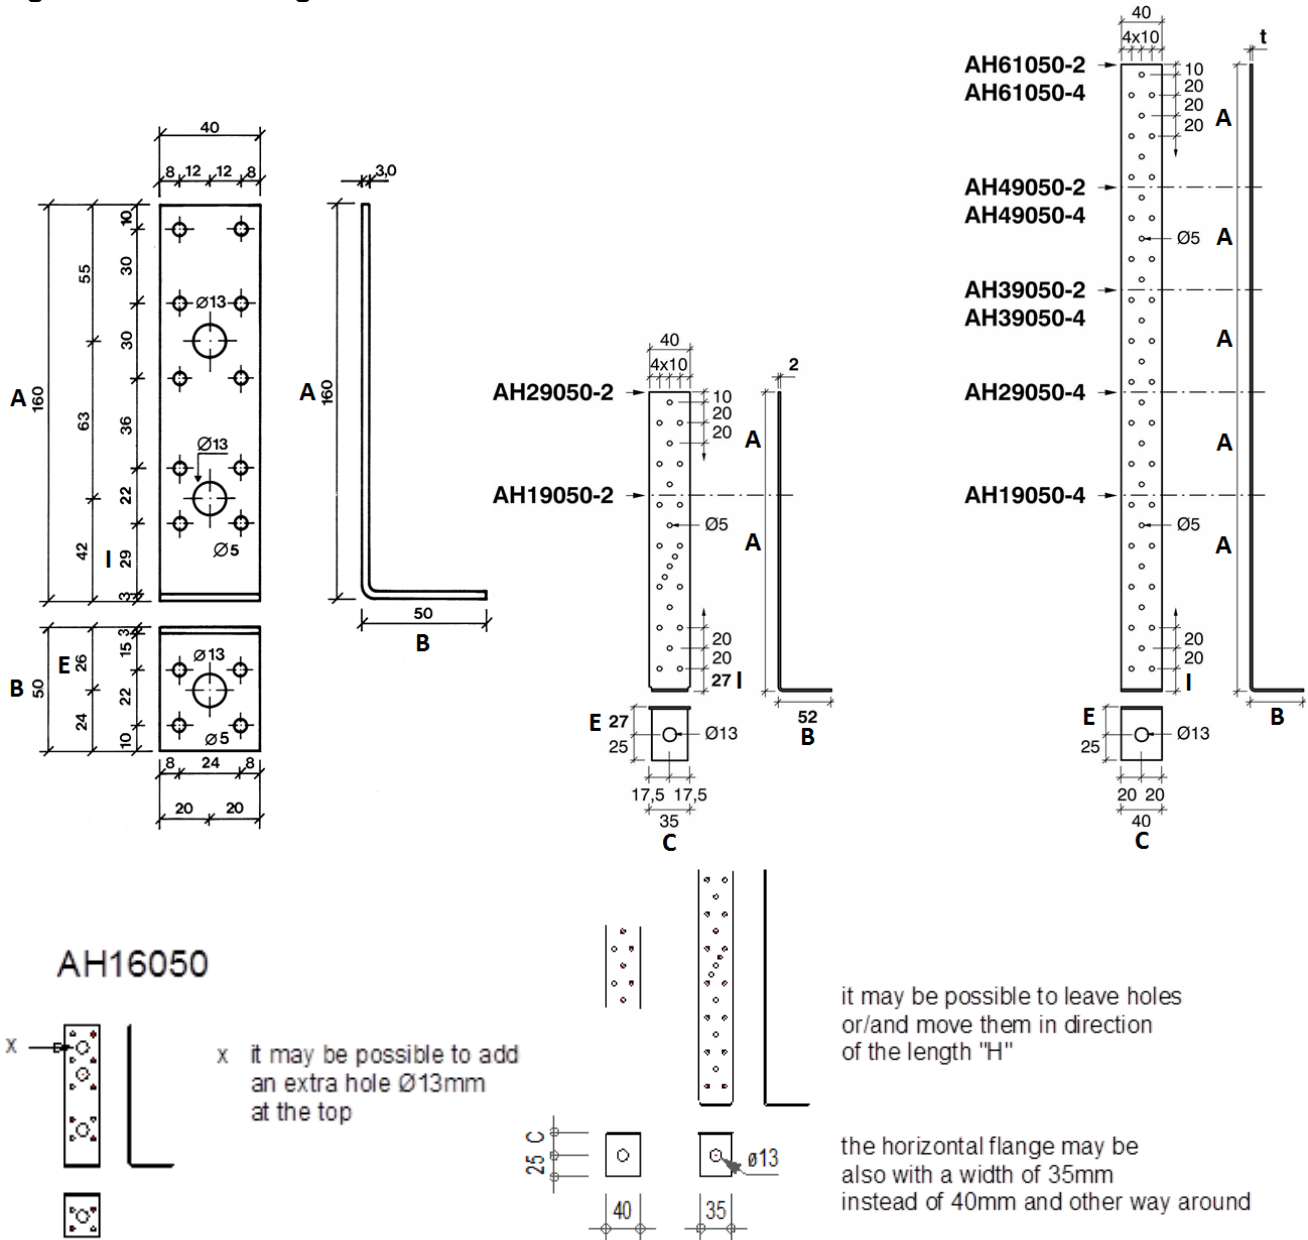 40
8 12 12 8
3,0
10
30
55
Ø13
30
A 160
A 160
36
63
Ø13
22
42
I 29
Ø5
3
50
B
3
15
E 26
Ø13
B 50
22
24
10
Ø5
8 24 8
20 20
40
4x10
2
AH29050-2
10
20
20
A
AH19050-2
Ø5
A
20
20
27 I
52
B
E 27
25
Ø13
17,5 17,5
35
C
40
4x10
t
AH61050-2
AH61050-4
10
20
20
20
A
AH49050-2
AH49050-4
Ø5
A
AH39050-2
AH39050-4
A
AH29050-4
A
AH19050-4
Ø5
A
20
20
I
B
E
25
Ø13
20 20
40
C
AH16050
x
x it may be possible to add
an extra hole Ø13mm
at the top
it may be possible to leave holes
or/and move them in direction
of the length "H"
25 C
ø13
40
35
the horizontal flange may be
also with a width of 35mm
instead of 40mm and other way around